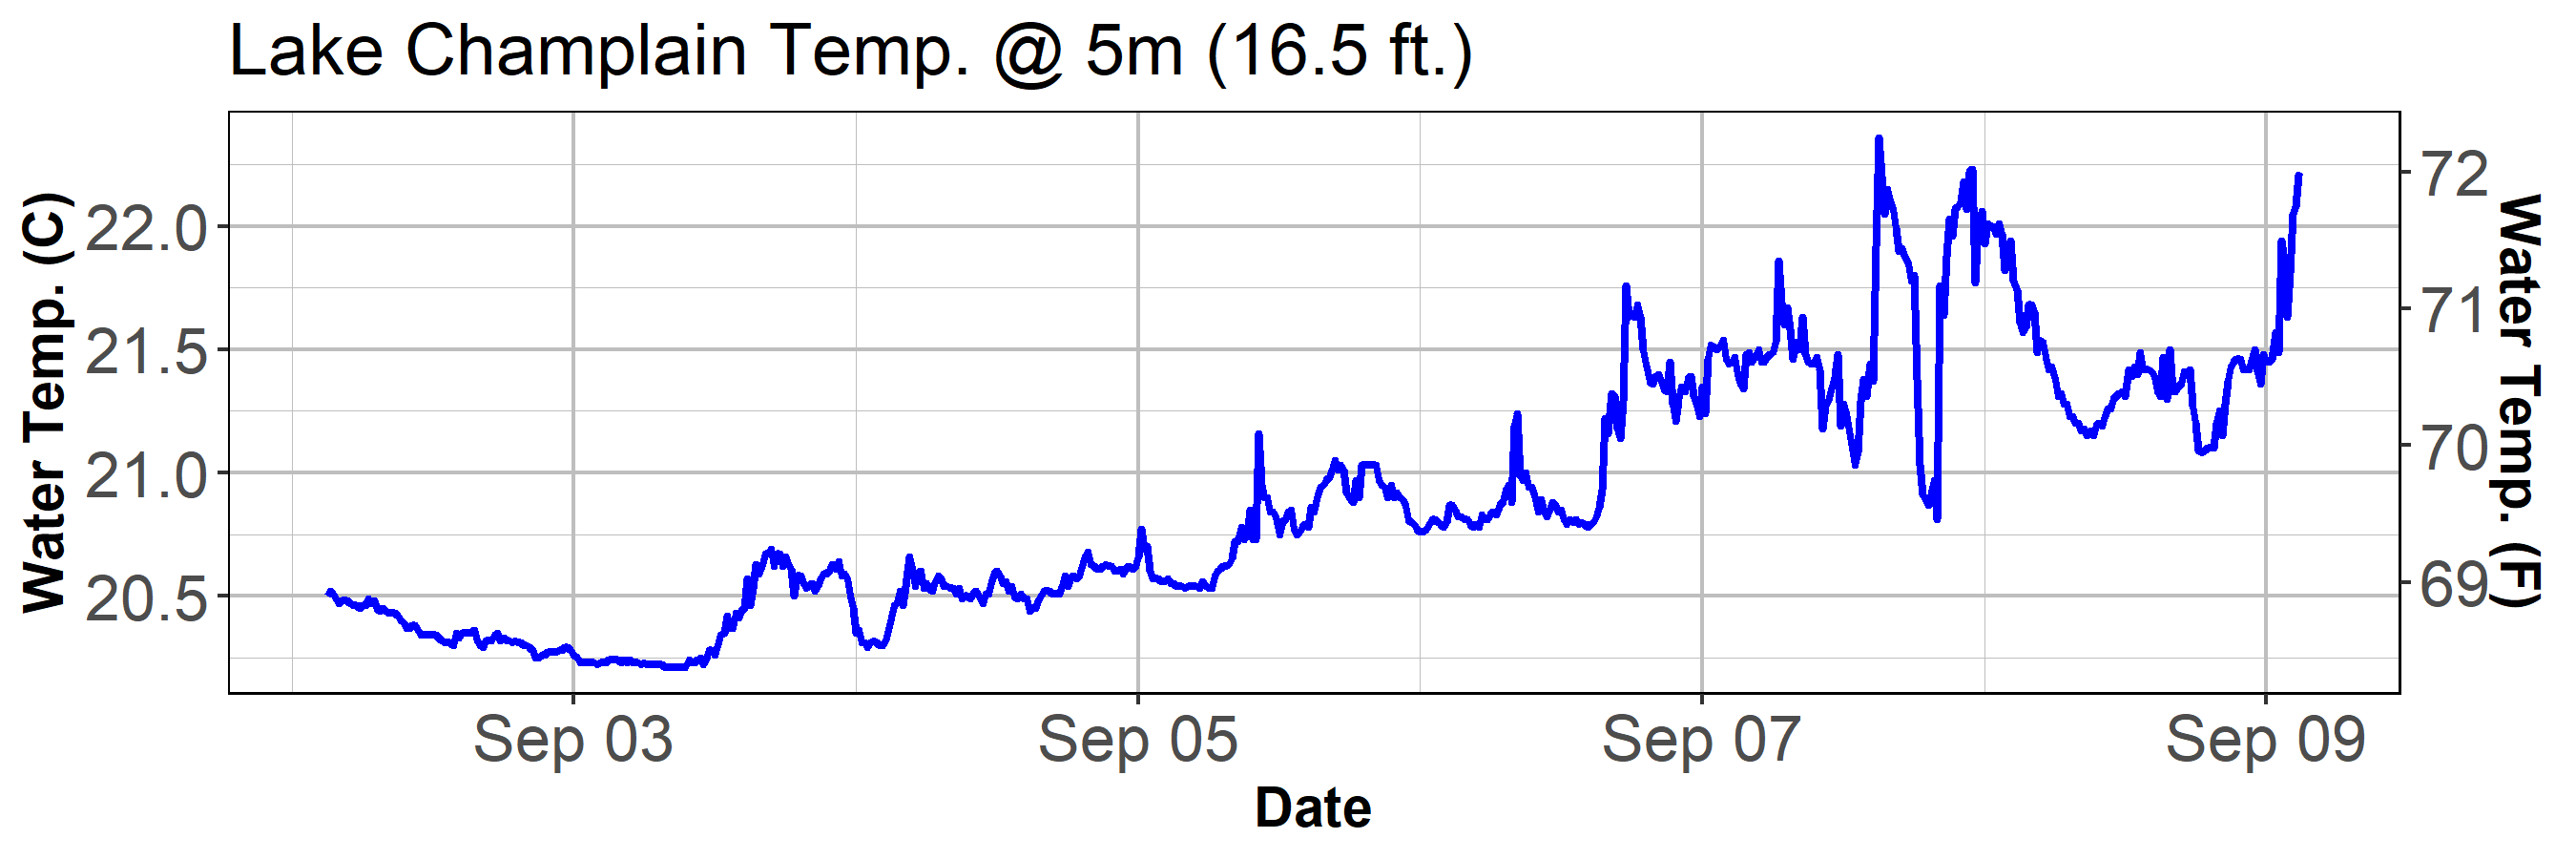 Lake Champlain Temp. @ 5m (16.5 ft.)
Water Temp. (C)
22.0
21.5
21.0
20.5
72
71
70
69
Water Temp. (F)
Sep 03 Sep 05 Sep 07 Sep 09
Date